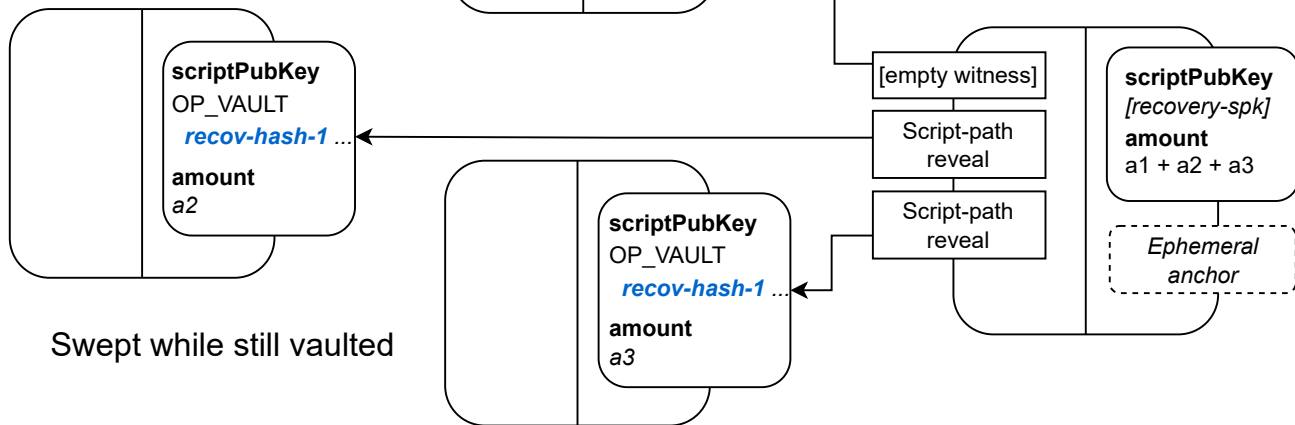 scriptPubKey
OP_VAULT
recov-hash-1 ...
amount
a2
Swept while still vaulted
scriptPubKey
OP_VAULT
recov-hash-1 ...
amount
a3
[empty witness]
Script-path
reveal
Script-path
reveal
scriptPubKey
[recovery-spk]
amount
a1 + a2 + a3
Ephemeral
anchor